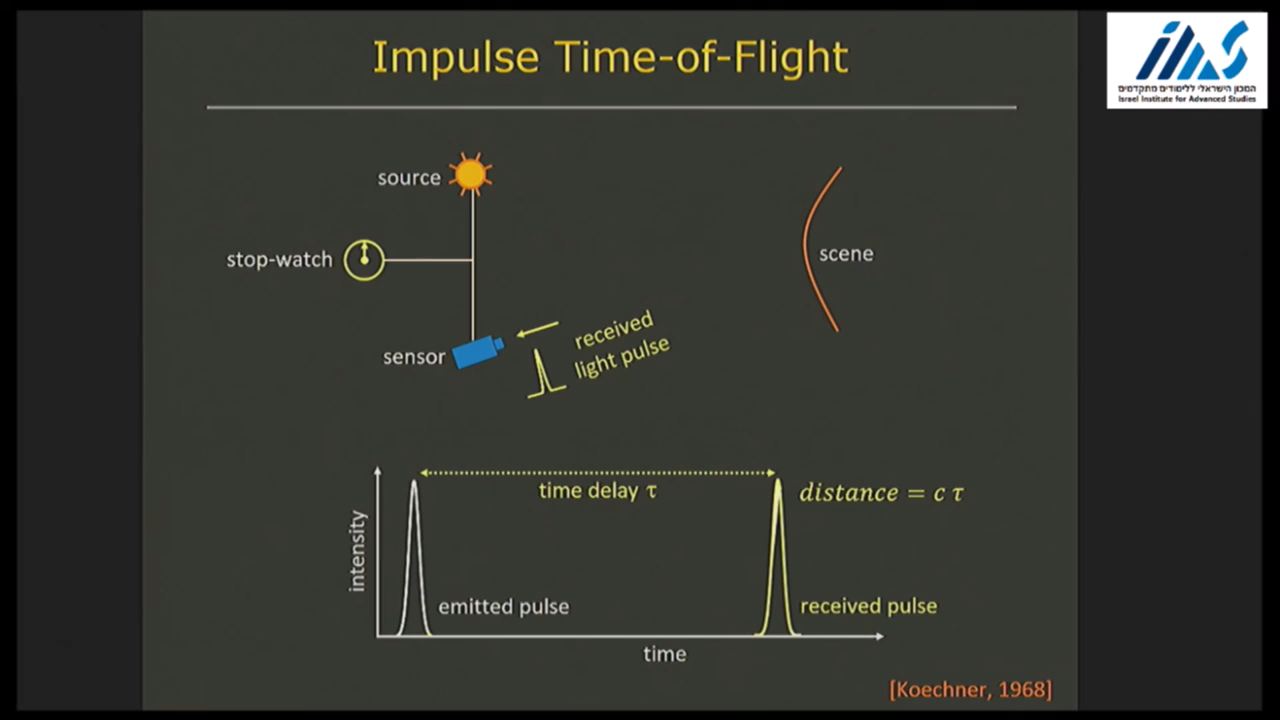 Impulse Time-of-Flight
ims
המכון הישראלי ללימודים מתקדמים
Israel Institute for Advanced Studies
source
stop-watch
scene
sensor
received
light pulse
time delay τ
distance = c τ
intensity
emitted pulse
received pulse
time
[Koechner, 1968]